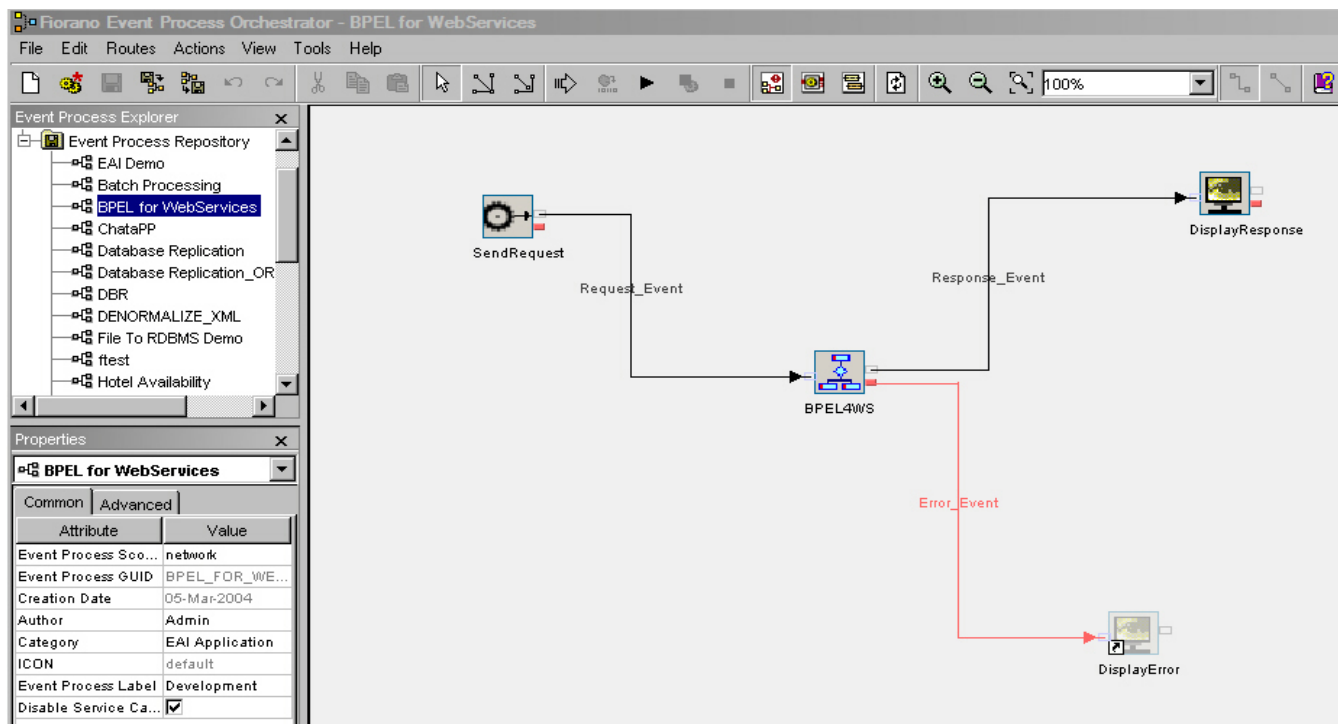 Fiorano Event Process Orchestrator - BPEL for WebServices
File Edit Routes Actions View Tools Help
100%
Event Process Explorer
Event Process Repository
EAI Demo
Batch Processing
BPEL for WebServices
ChataPP
Database Replication
Database Replication_OR
DBR
DENORMALIZE_XML
File To RDBMS Demo
ftest
Hotel Availability
Properties
BPEL for WebServices
Common Advanced
Attribute Value
Event Process Sco... network
Event Process GUID BPEL_FOR_WE...
Creation Date 05-Mar-2004
Author Admin
Category EAI Application
ICON default
Event Process Label Development
Disable Service Ca...
SendRequest
Request_Event
BPEL4WS
Response_Event
DisplayResponse
Error_Event
DisplayError